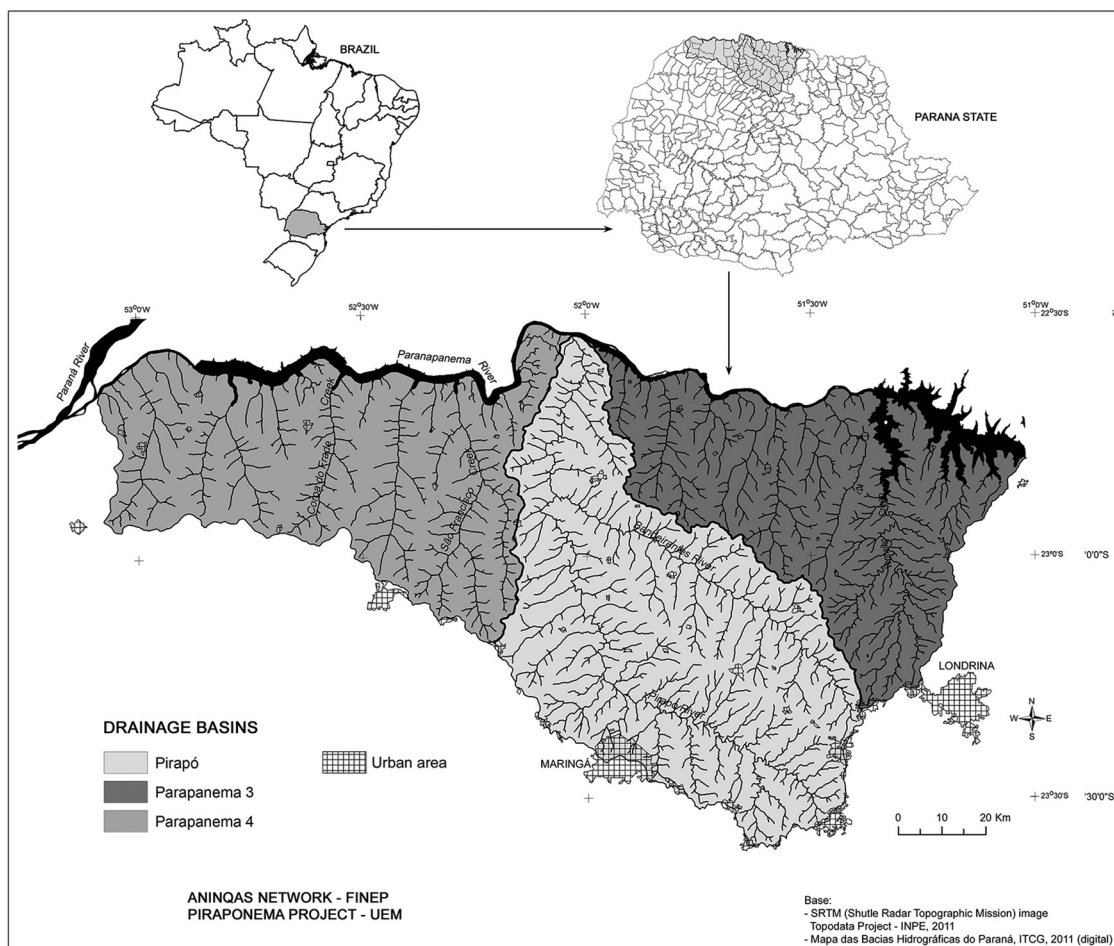 BRAZIL
PARANA STATE
53°0'W
52°30'W
52°0'W
51°30'W
51°0'W
22°30'S
Paraná River
Paranapanema
River
Coroa do Frade Creek
São Francisco Creek
Bandeirantes River
23°0'S
'0'0"S
Pirapó River
LONDRINA
N
W E
S
DRAINAGE BASINS
Pirapó
Urban area
MARINGÁ
Parapanema 3
23°30'S
'30'0"S
Parapanema 4
0 10 20 Km
ANINQAS NETWORK - FINEP
PIRAPONEMA PROJECT - UEM
Base:
- SRTM (Shutle Radar Topographic Mission) image
Topodata Project - INPE, 2011
- Mapa das Bacias Hidrográficas do Paraná, ITCG, 2011 (digital)